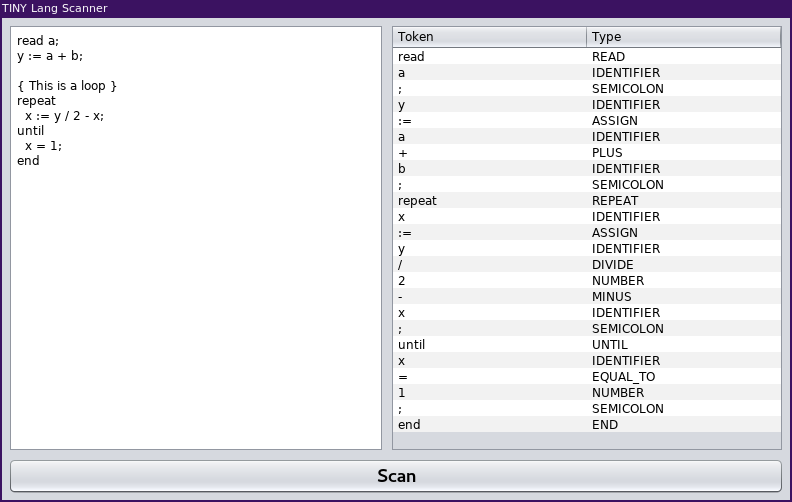 TINY Lang Scanner
read a;
y := a + b;
{ This is a loop }
repeat
x := y / 2 - x;
until
x = 1;
end
Token Type
read READ
a IDENTIFIER
; SEMICOLON
y IDENTIFIER
:= ASSIGN
a IDENTIFIER
+ PLUS
b IDENTIFIER
; SEMICOLON
repeat REPEAT
x IDENTIFIER
:= ASSIGN
y IDENTIFIER
/ DIVIDE
2 NUMBER
- MINUS
x IDENTIFIER
; SEMICOLON
until UNTIL
x IDENTIFIER
= EQUAL_TO
1 NUMBER
; SEMICOLON
end END
Scan